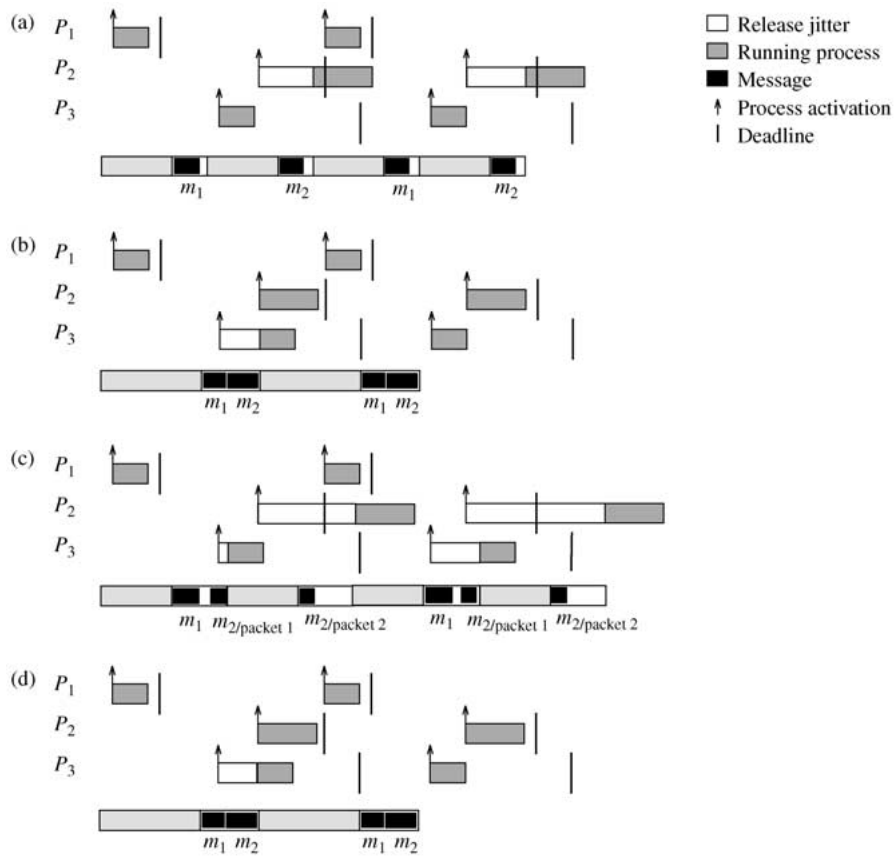 (a) P1
P2
P3
m1 m2 m1 m2
Release jitter
Running process
Message
Process activation
Deadline
(b) P1
P2
P3
m1 m2 m1 m2
(c) P1
P2
P3
m1 m2/packet 1 m2/packet 2 m1 m2/packet 1 m2/packet 2
(d) P1
P2
P3
m1 m2 m1 m2